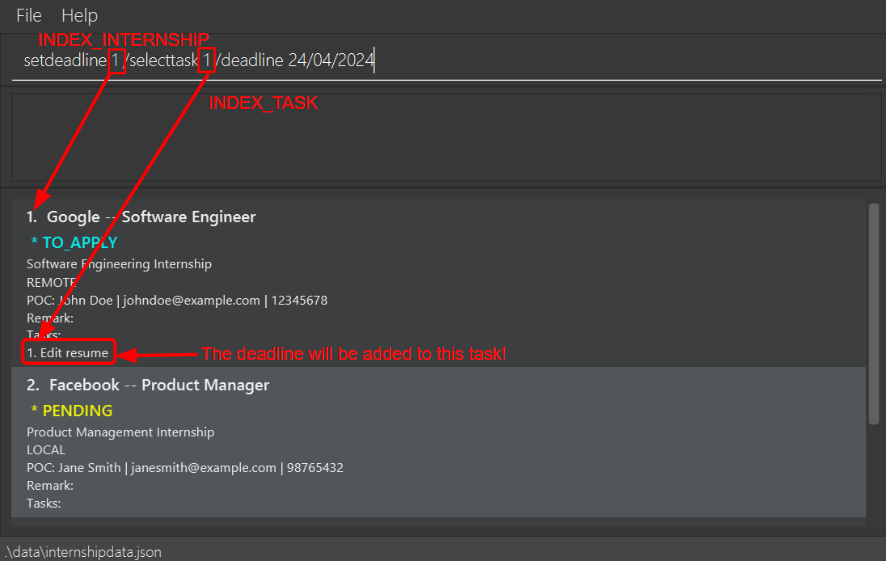 File Help
INDEX_INTERNSHIP
setdeadline 1 /selecttask 1 /deadline 24/04/2024
INDEX_TASK
1. Google -- Software Engineer
* TO_APPLY
Software Engineering Internship
REMOTE
POC: John Doe | johndoe@example.com | 12345678
Remark:
Tasks:
1. Edit resume
The deadline will be added to this task!
2. Facebook -- Product Manager
* PENDING
Product Management Internship
LOCAL
POC: Jane Smith | janesmith@example.com | 98765432
Remark:
Tasks:
.\data\internshipdata.json